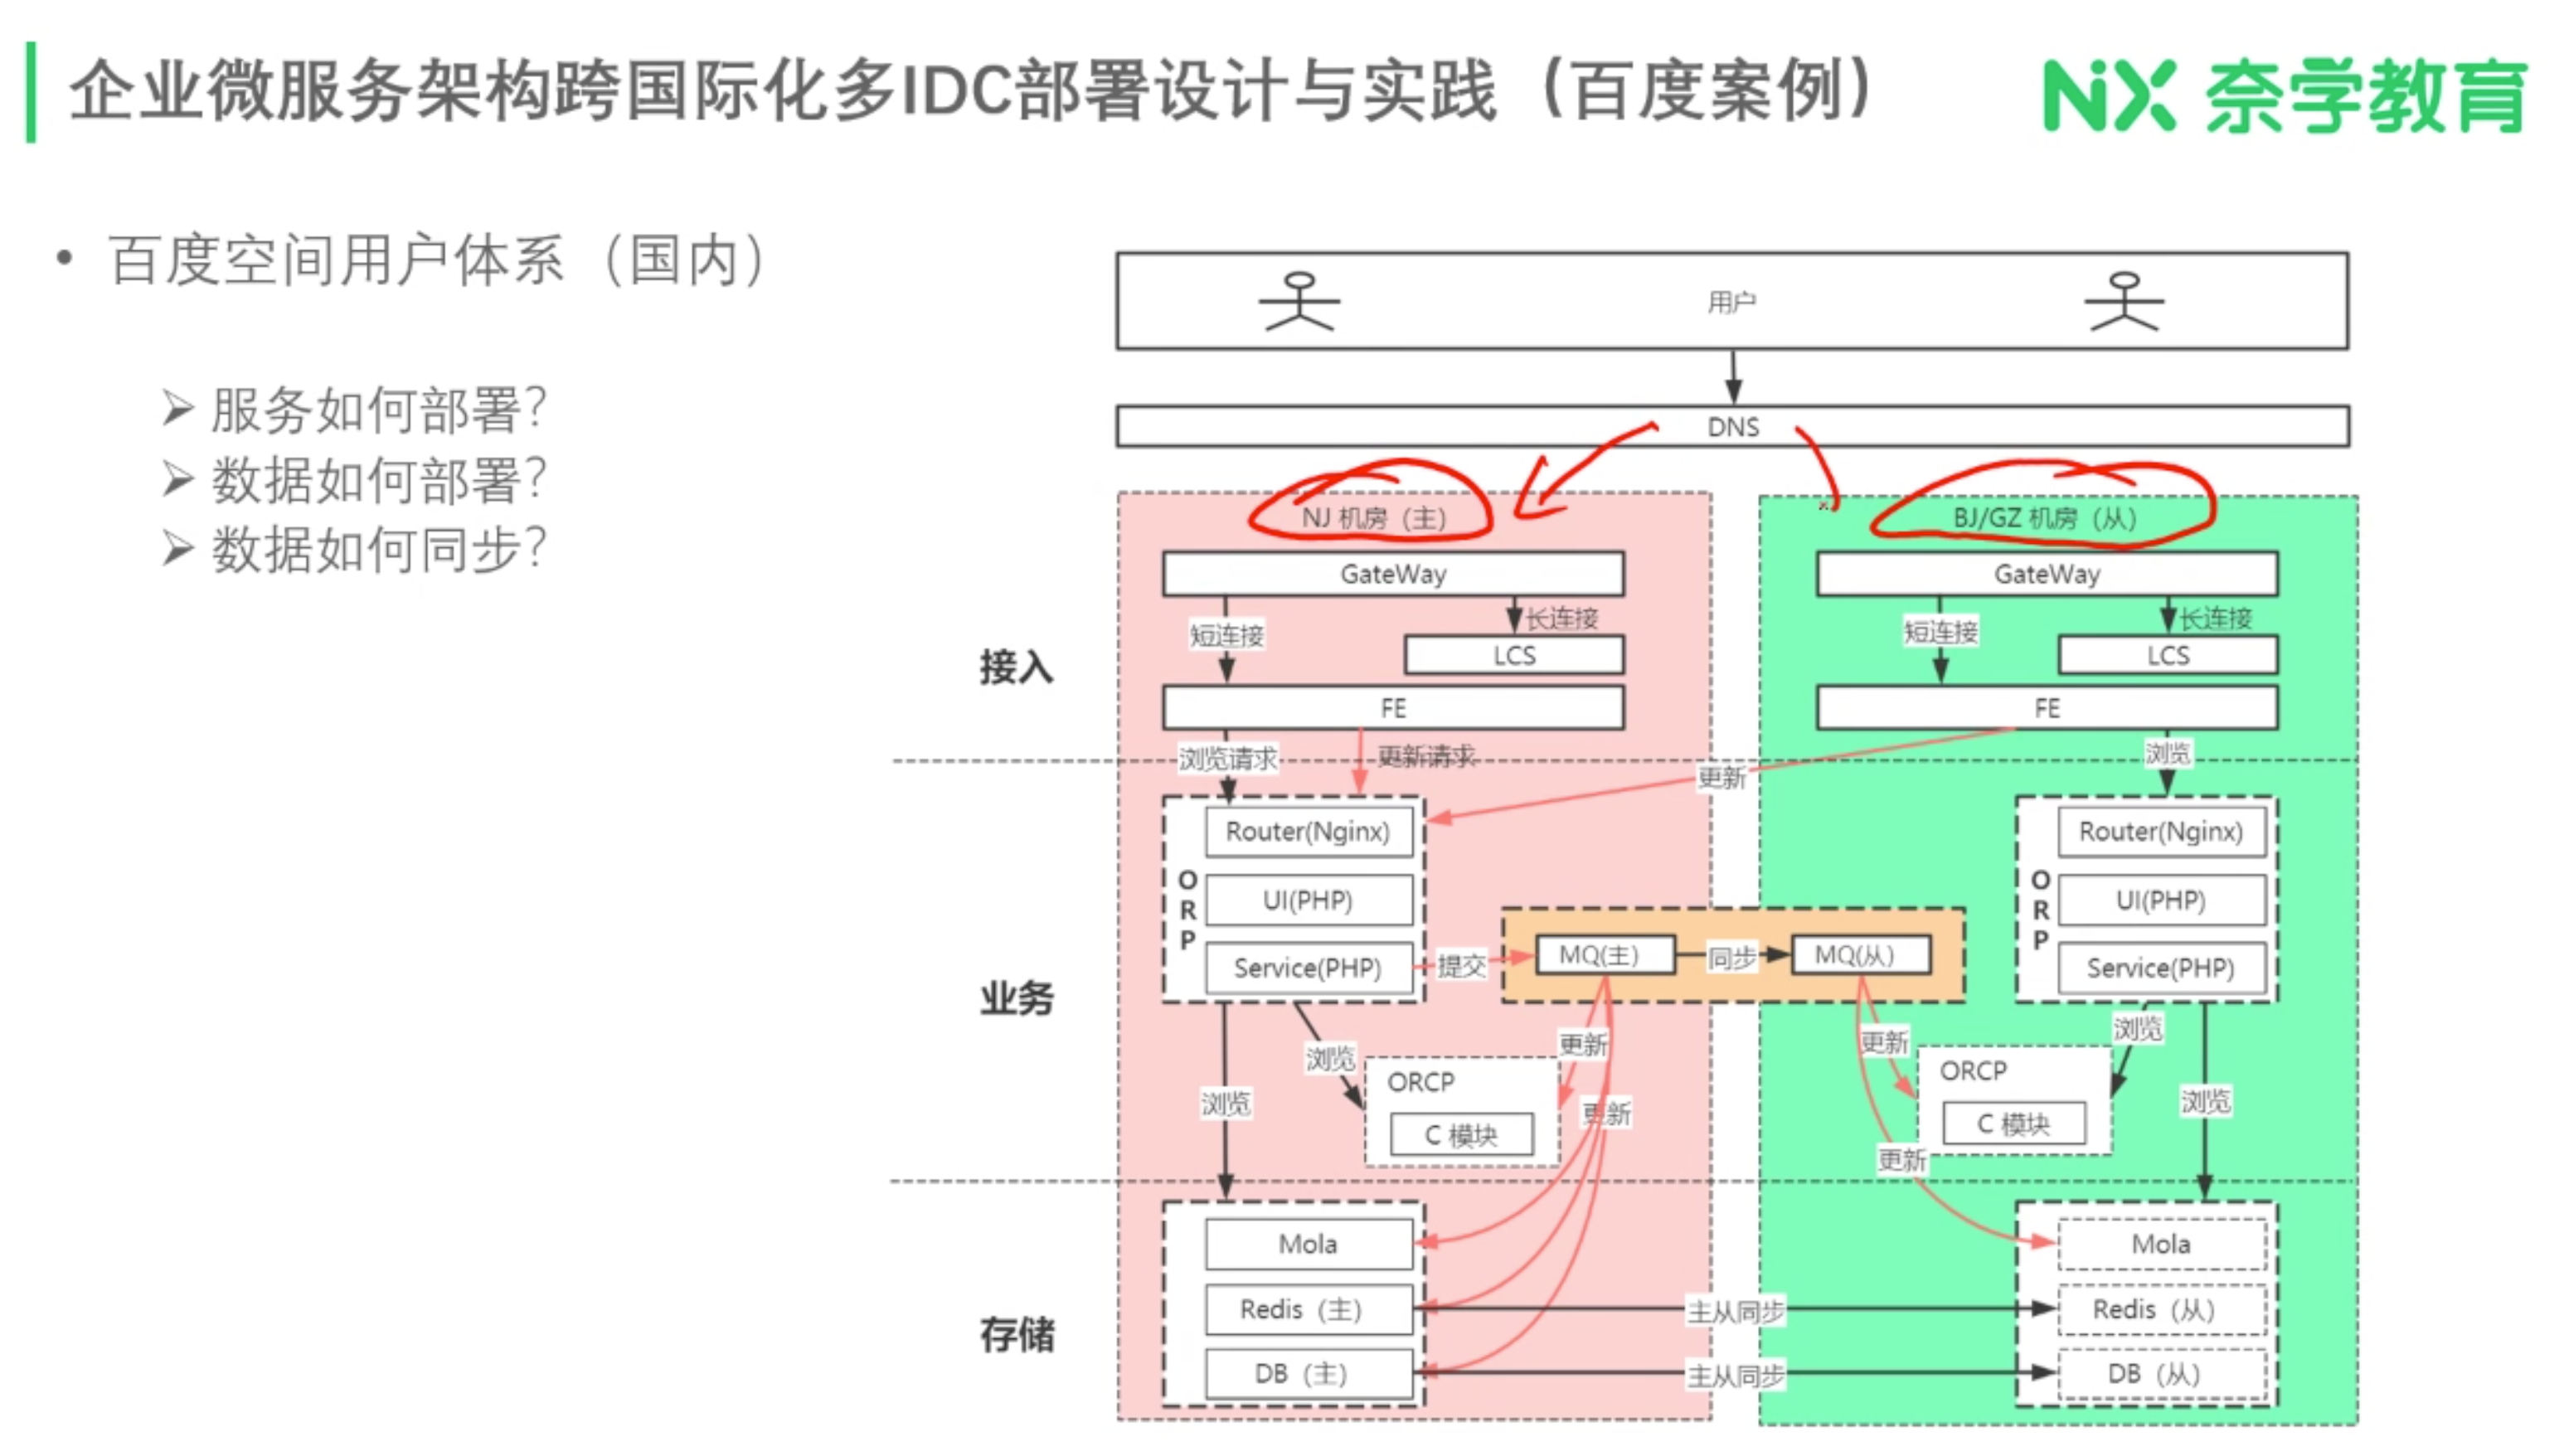 企业微服务架构跨国际化多IDC部署设计与实践（百度案例）
NiX 奈学教育
• 百度空间用户体系（国内）
➢ 服务如何部署？
➢ 数据如何部署？
➢ 数据如何同步？
用户
DNS
NJ 机房（主）
BJ/GZ 机房（从）
GateWay
GateWay
短连接
长连接
短连接
长连接
接入
LCS
LCS
FE
FE
浏览请求
更新请求
更新
浏览
ORP
Router(Nginx)
UI(PHP)
Service(PHP)
ORP
Router(Nginx)
UI(PHP)
Service(PHP)
提交
MQ(主)
同步
MQ(从)
业务
浏览
浏览
更新
更新
ORCP
C 模块
更新
更新
ORCP
C 模块
浏览
浏览
存储
Mola
Redis（主）
DB（主）
主从同步
主从同步
Mola
Redis（从）
DB（从）